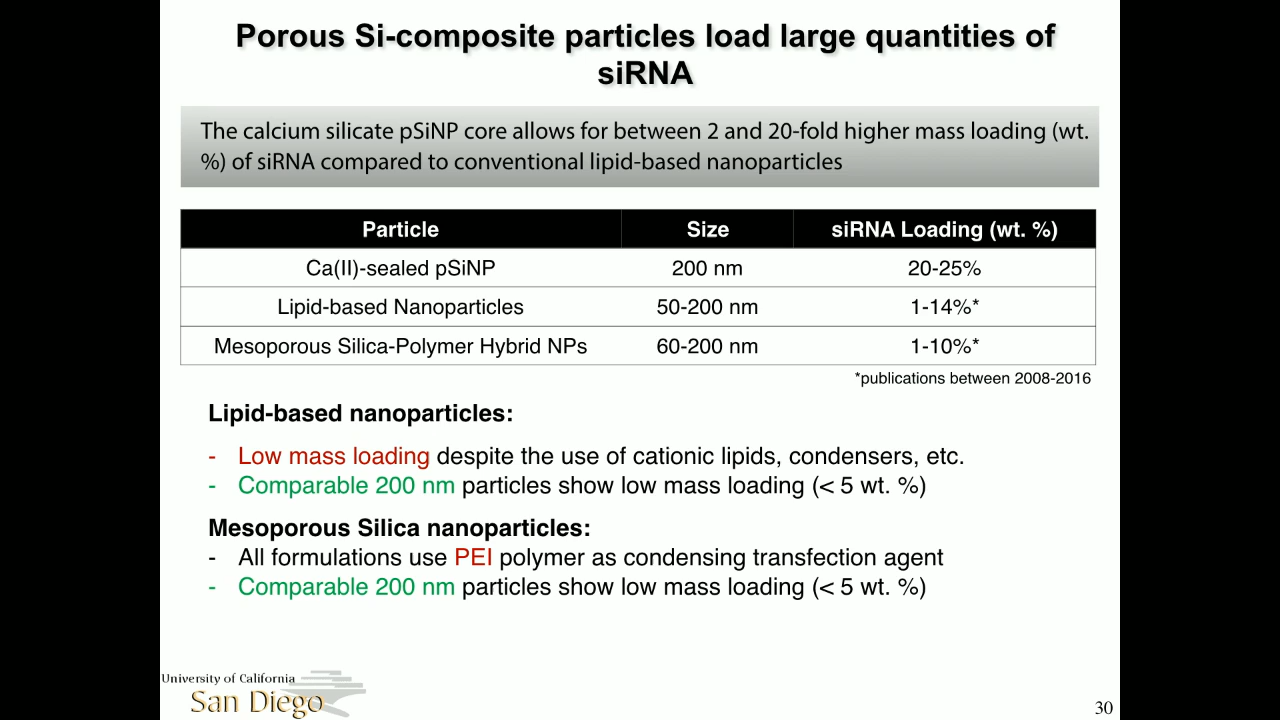 Porous Si-composite particles load large quantities of
siRNA
The calcium silicate pSiNP core allows for between 2 and 20-fold higher mass loading (wt.
%) of siRNA compared to conventional lipid-based nanoparticles
Particle Size siRNA Loading (wt. %)
Ca(II)-sealed pSiNP 200 nm 20-25%
Lipid-based Nanoparticles 50-200 nm 1-14%*
Mesoporous Silica-Polymer Hybrid NPs 60-200 nm 1-10%*
*publications between 2008-2016
Lipid-based nanoparticles:
- Low mass loading despite the use of cationic lipids, condensers, etc.
- Comparable 200 nm particles show low mass loading (< 5 wt. %)
Mesoporous Silica nanoparticles:
- All formulations use PEI polymer as condensing transfection agent
- Comparable 200 nm particles show low mass loading (< 5 wt. %)
University of California
San Diego
30